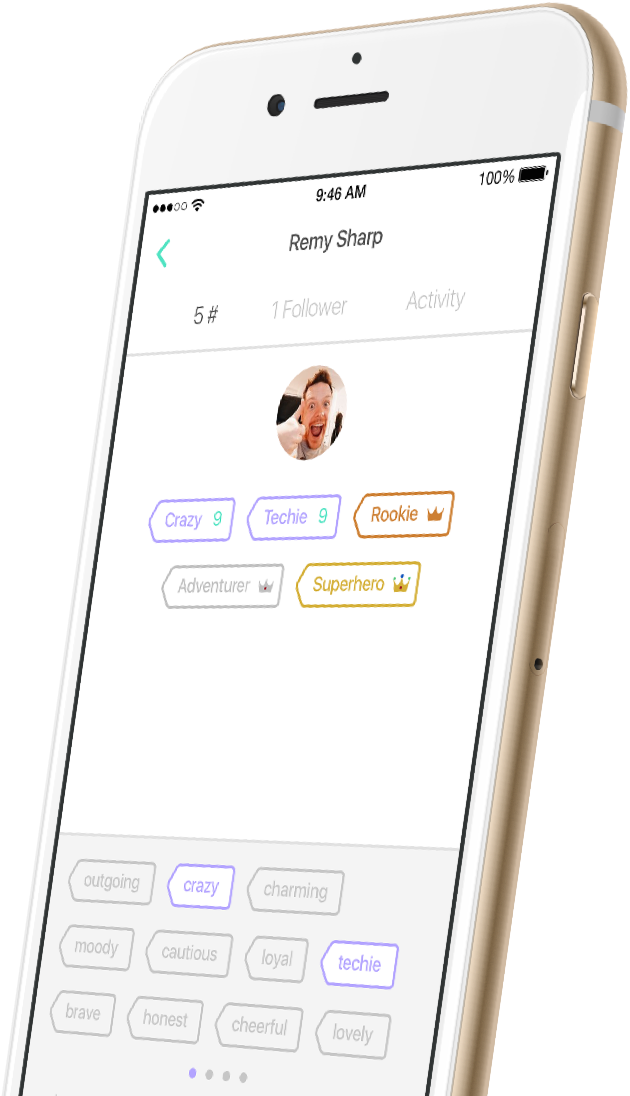 9:46 AM
100%
Remy Sharp
5 #
1 Follower
Activity
Crazy 9
Techie 9
Rookie
Adventurer
Superhero
outgoing
crazy
charming
moody
cautious
loyal
techie
brave
honest
cheerful
lovely